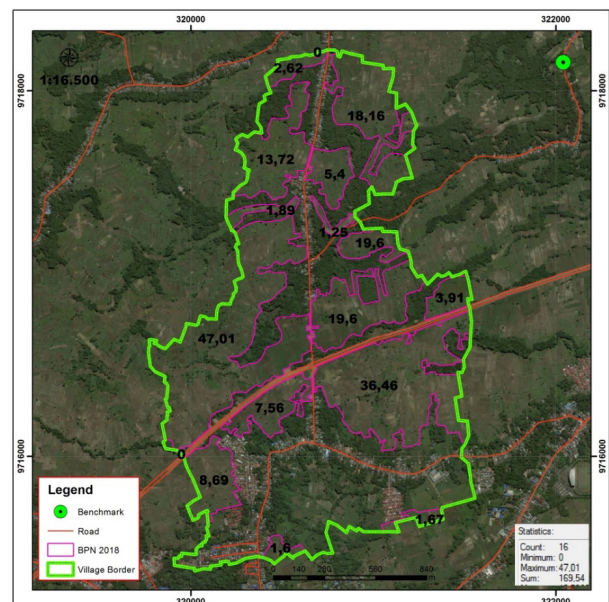 320000
322000
9718000
9718000
1:16.500
0
2,62
18,16
13,72
5,4
1,89
1,25
19,6
3,91
19,6
47,01
36,46
7,56
0
9716000
9716000
8,69
1,67
1,6
Legend
Benchmark
Road
BPN 2018
Village Border
0 140 280 560 840
m
Statistics:
Count: 16
Minimum: 0
Maximum: 47,01
Sum: 169,54
320000
322000